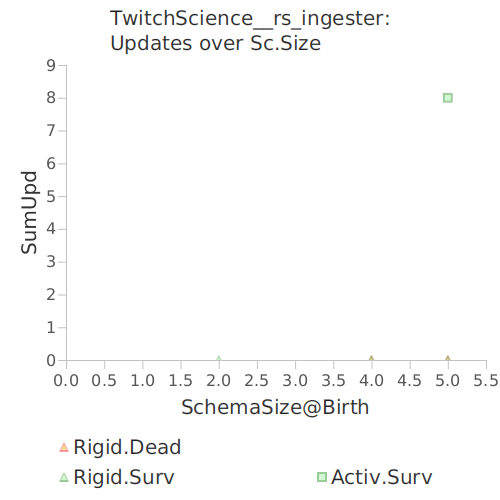 TwitchScience__rs_ingester:
Updates over Sc.Size
9
8
7
6
5
4
3
2
1
0
SumUpd
0.0 0.5 1.0 1.5 2.0 2.5 3.0 3.5 4.0 4.5 5.0 5.5
SchemaSize@Birth
Rigid.Dead
Rigid.Surv Activ.Surv